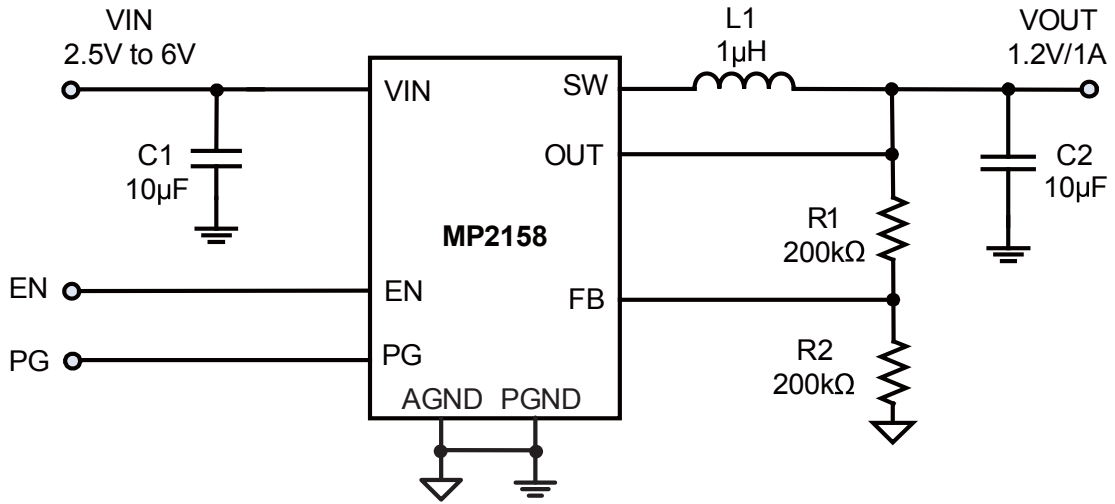 VIN
2.5V to 6V
L1
1µH
VOUT
1.2V/1A
VIN
SW
C1
10µF
OUT
C2
10µF
MP2158
R1
200kΩ
EN
EN
FB
PG
PG
R2
200kΩ
AGND PGND